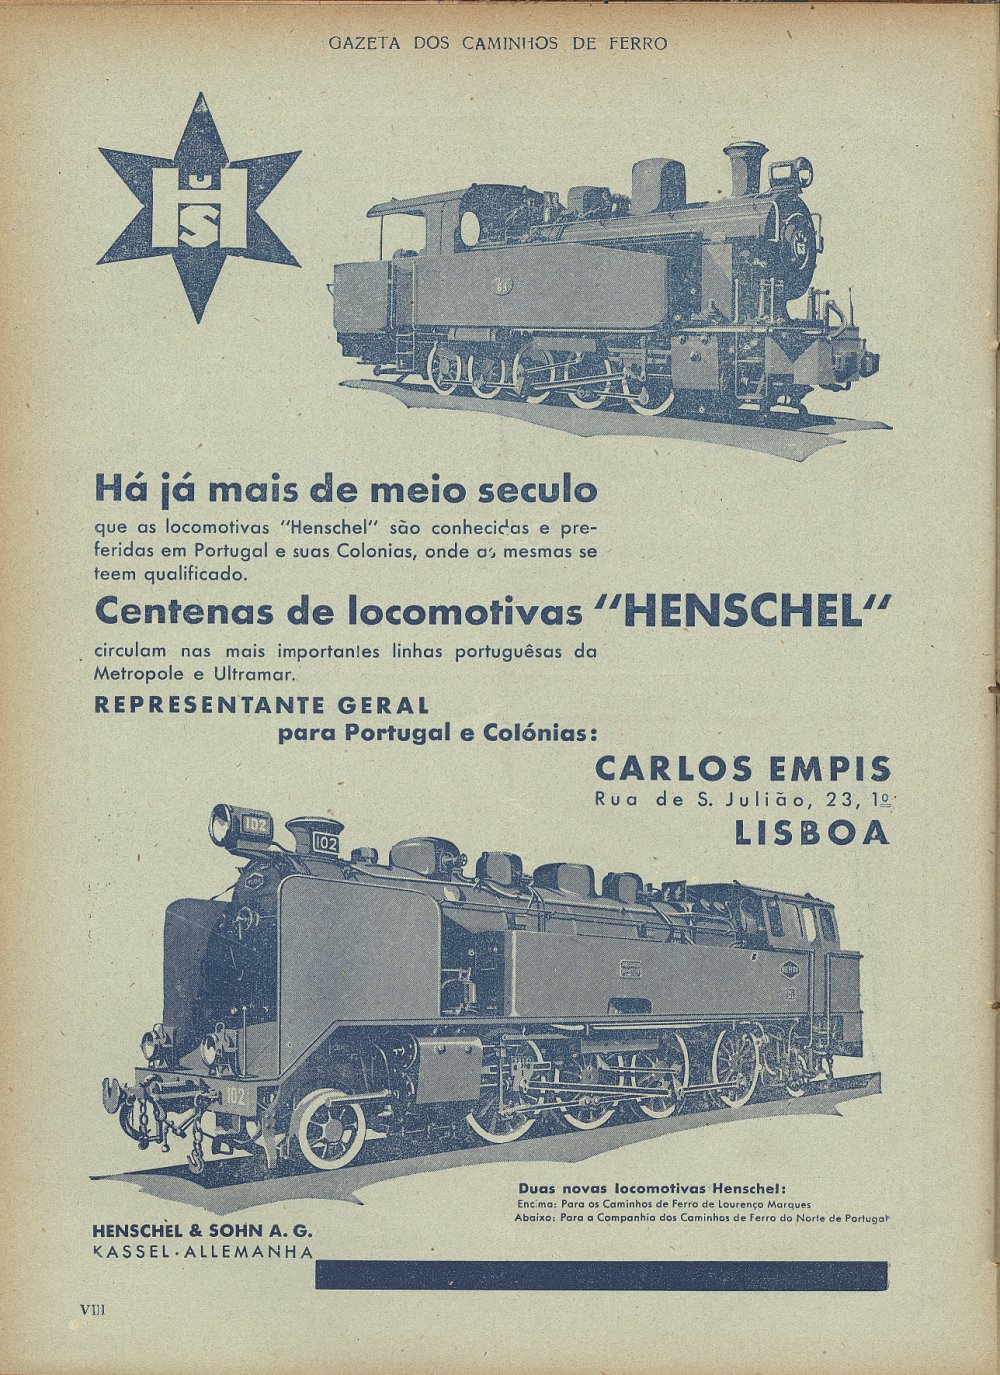 GAZETA DOS CAMINHOS DE FERRO
H U S
63
Há já mais de meio seculo
que as locomotivas "Henschel" são conhecidas e pre-
feridas em Portugal e suas Colonias, onde as mesmas se
teem qualificado.
Centenas de locomotivas "HENSCHEL"
circulam nas mais importantes linhas portuguêsas da
Metropole e Ultramar.
REPRESENTANTE GERAL
para Portugal e Colónias:
CARLOS EMPIS
Rua de S. Julião, 23, 1º
LISBOA
102
102
102
Duas novas locomotivas Henschel:
Encima: Para os Caminhos de Ferro de Lourenço Marques
Abaixo: Para a Companhia dos Caminhos de Ferro do Norte de Portugal
HENSCHEL & SOHN A. G.
KASSEL-ALLEMANHA
VIII